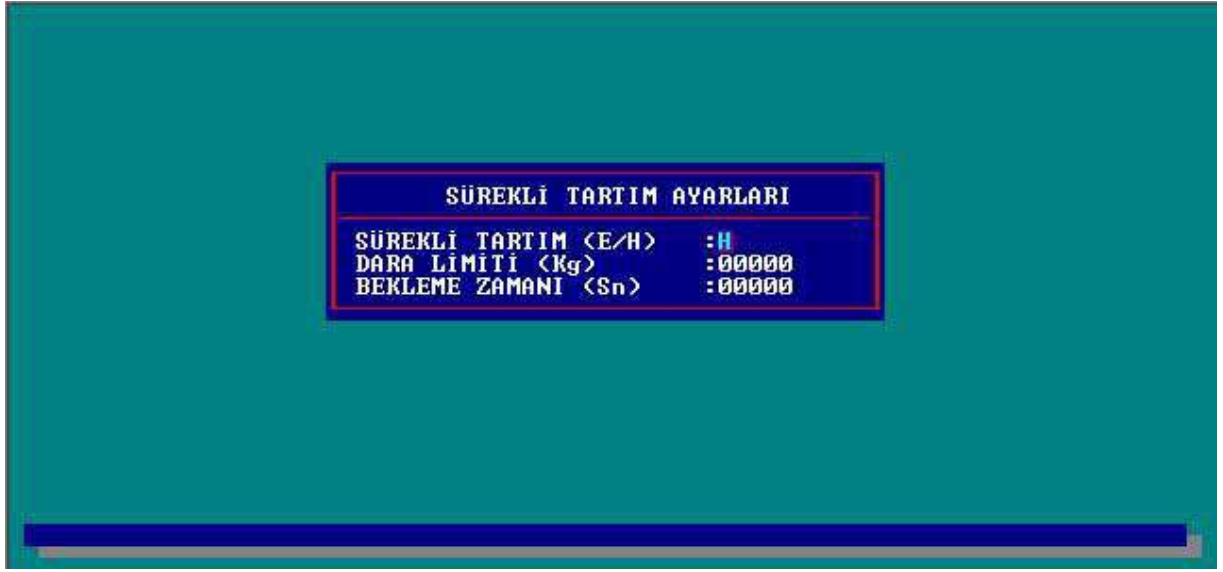 SÜREKLİ TARTIM AYARLARI
SÜREKLİ TARTIM (E/H) :H
DARA LİMİTİ (Kg) :00000
BEKLEME ZAMANI (Sn) :00000